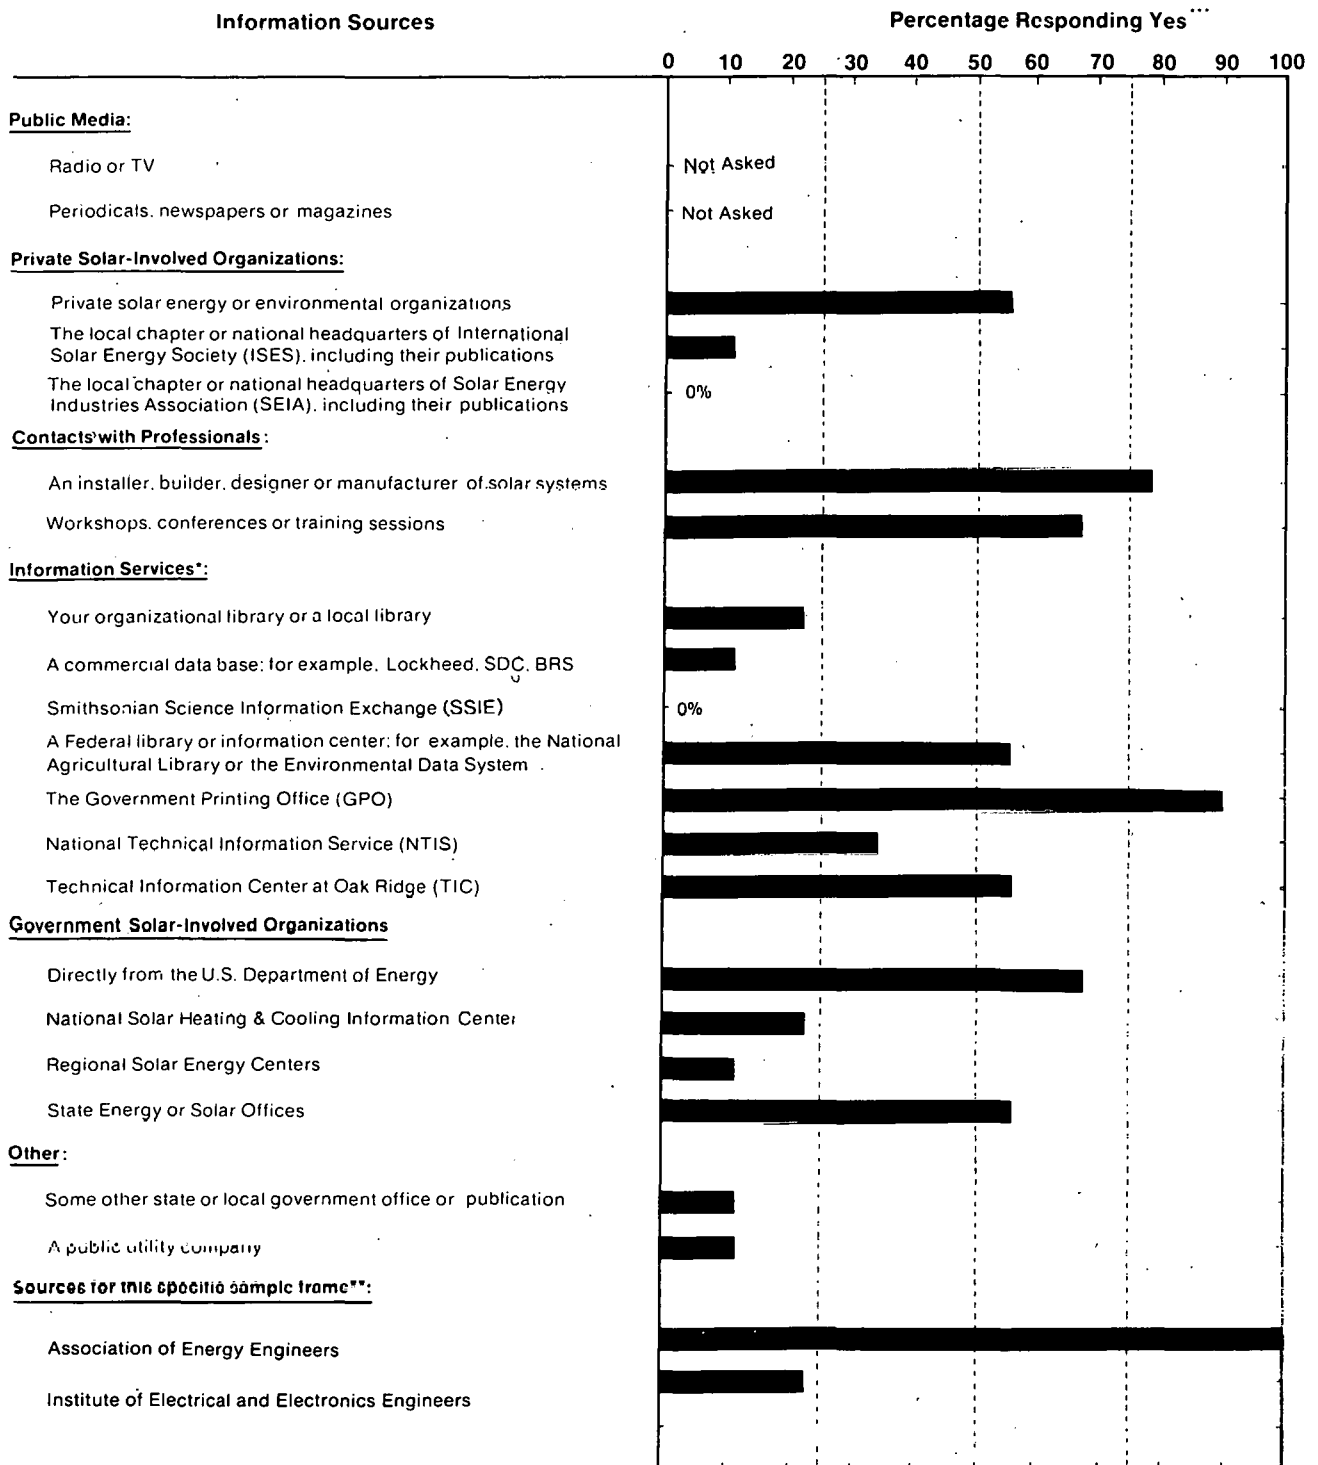 Information Sources
Percentage Responding Yes***
0 10 20 30 40 50 60 70 80 90 100
Public Media:
Radio or TV
Not Asked
Periodicals, newspapers or magazines
Not Asked
Private Solar-Involved Organizations:
Private solar energy or environmental organizations
The local chapter or national headquarters of International
Solar Energy Society (ISES), including their publications
The local chapter or national headquarters of Solar Energy
Industries Association (SEIA), including their publications
0%
Contacts with Professionals:
An installer, builder, designer or manufacturer of solar systems
Workshops, conferences or training sessions
Information Services*:
Your organizational library or a local library
A commercial data base; for example, Lockheed, SDC, BRS
Smithsonian Science Information Exchange (SSIE)
0%
A Federal library or information center; for example, the National
Agricultural Library or the Environmental Data System
The Government Printing Office (GPO)
National Technical Information Service (NTIS)
Technical Information Center at Oak Ridge (TIC)
Government Solar-Involved Organizations
Directly from the U.S. Department of Energy
National Solar Heating & Cooling Information Center
Regional Solar Energy Centers
State Energy or Solar Offices
Other:
Some other state or local government office or publication
A public utility company
Sources for this specific sample frame**:
Association of Energy Engineers
Institute of Electrical and Electronics Engineers